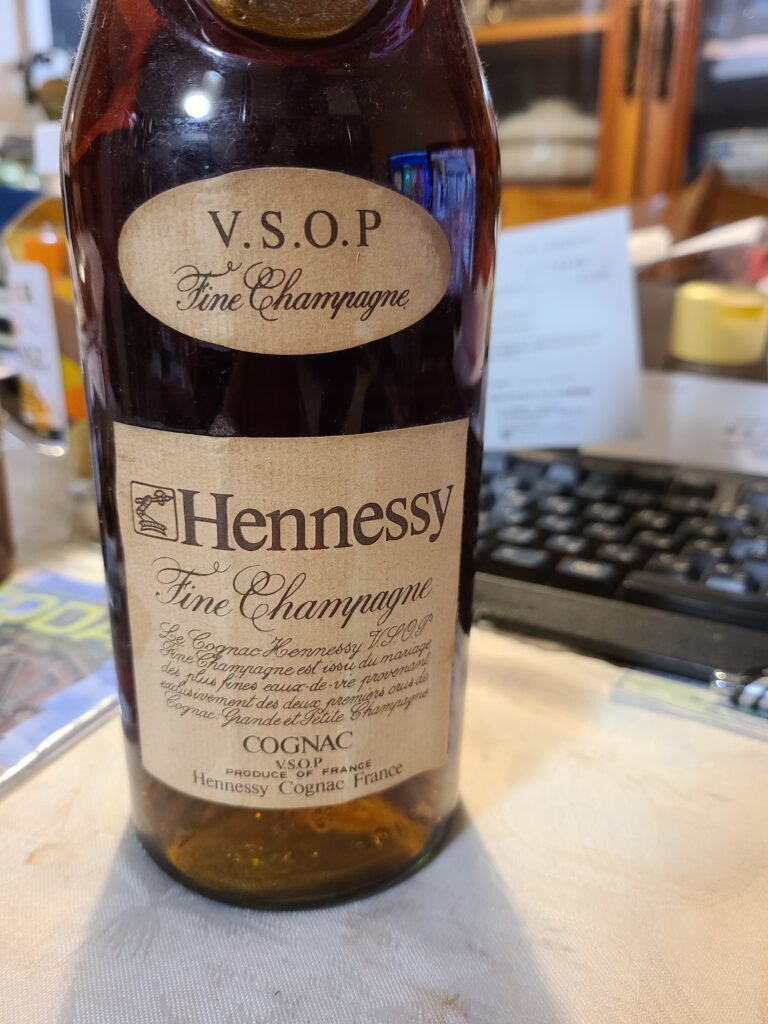 V.S.O.P
Fine Champagne
Hennessy
Fine Champagne
Le Cognac Hennessy V.S.O.P
Fine Champagne est issu du mariage
des plus fines eaux-de-vie provenant
exclusivement des deux premiers crus de
Cognac: Grande et Petite Champagne
COGNAC
V.S.O.P
PRODUCE OF FRANCE
Hennessy Cognac France